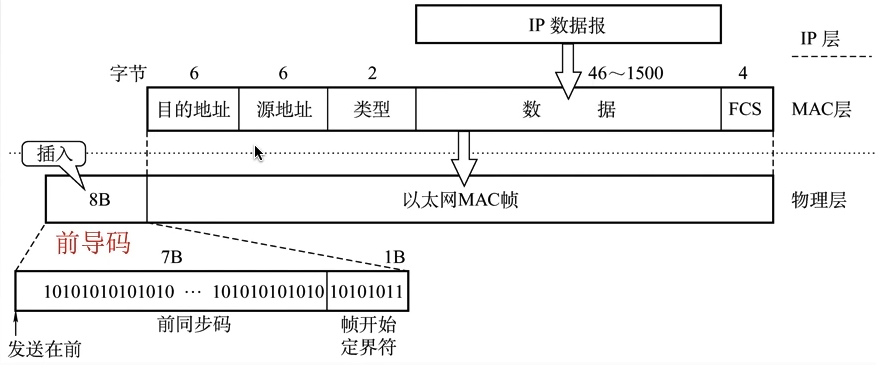 IP 数据报
IP 层
字节 6 6 2 46～1500 4
目的地址 源地址 类型 数 据 FCS MAC层
插入
8B 以太网MAC帧 物理层
前导码
7B 1B
10101010101010 ··· 101010101010 10101011
前同步码 帧开始
定界符
发送在前